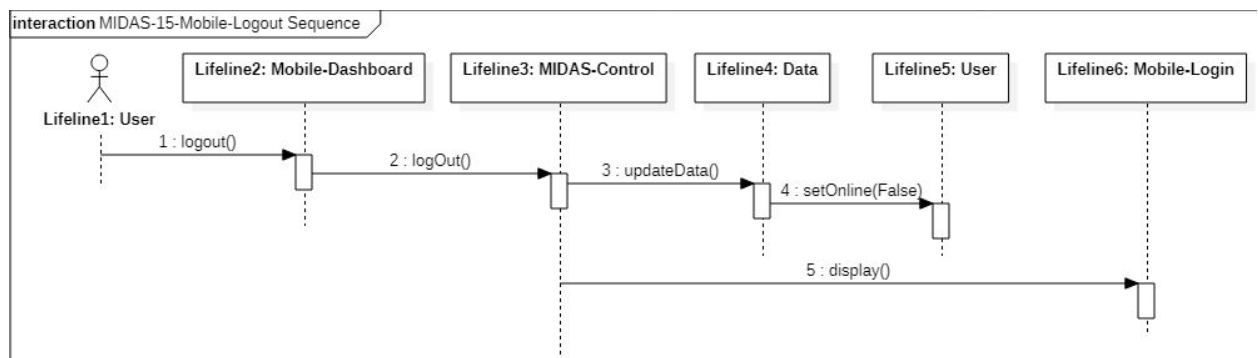 interaction MIDAS-15-Mobile-Logout Sequence
Lifeline2: Mobile-Dashboard
Lifeline3: MIDAS-Control
Lifeline4: Data
Lifeline5: User
Lifeline6: Mobile-Login
Lifeline1: User
1 : logout()
2 : logOut()
3 : updateData()
4 : setOnline(False)
5 : display()